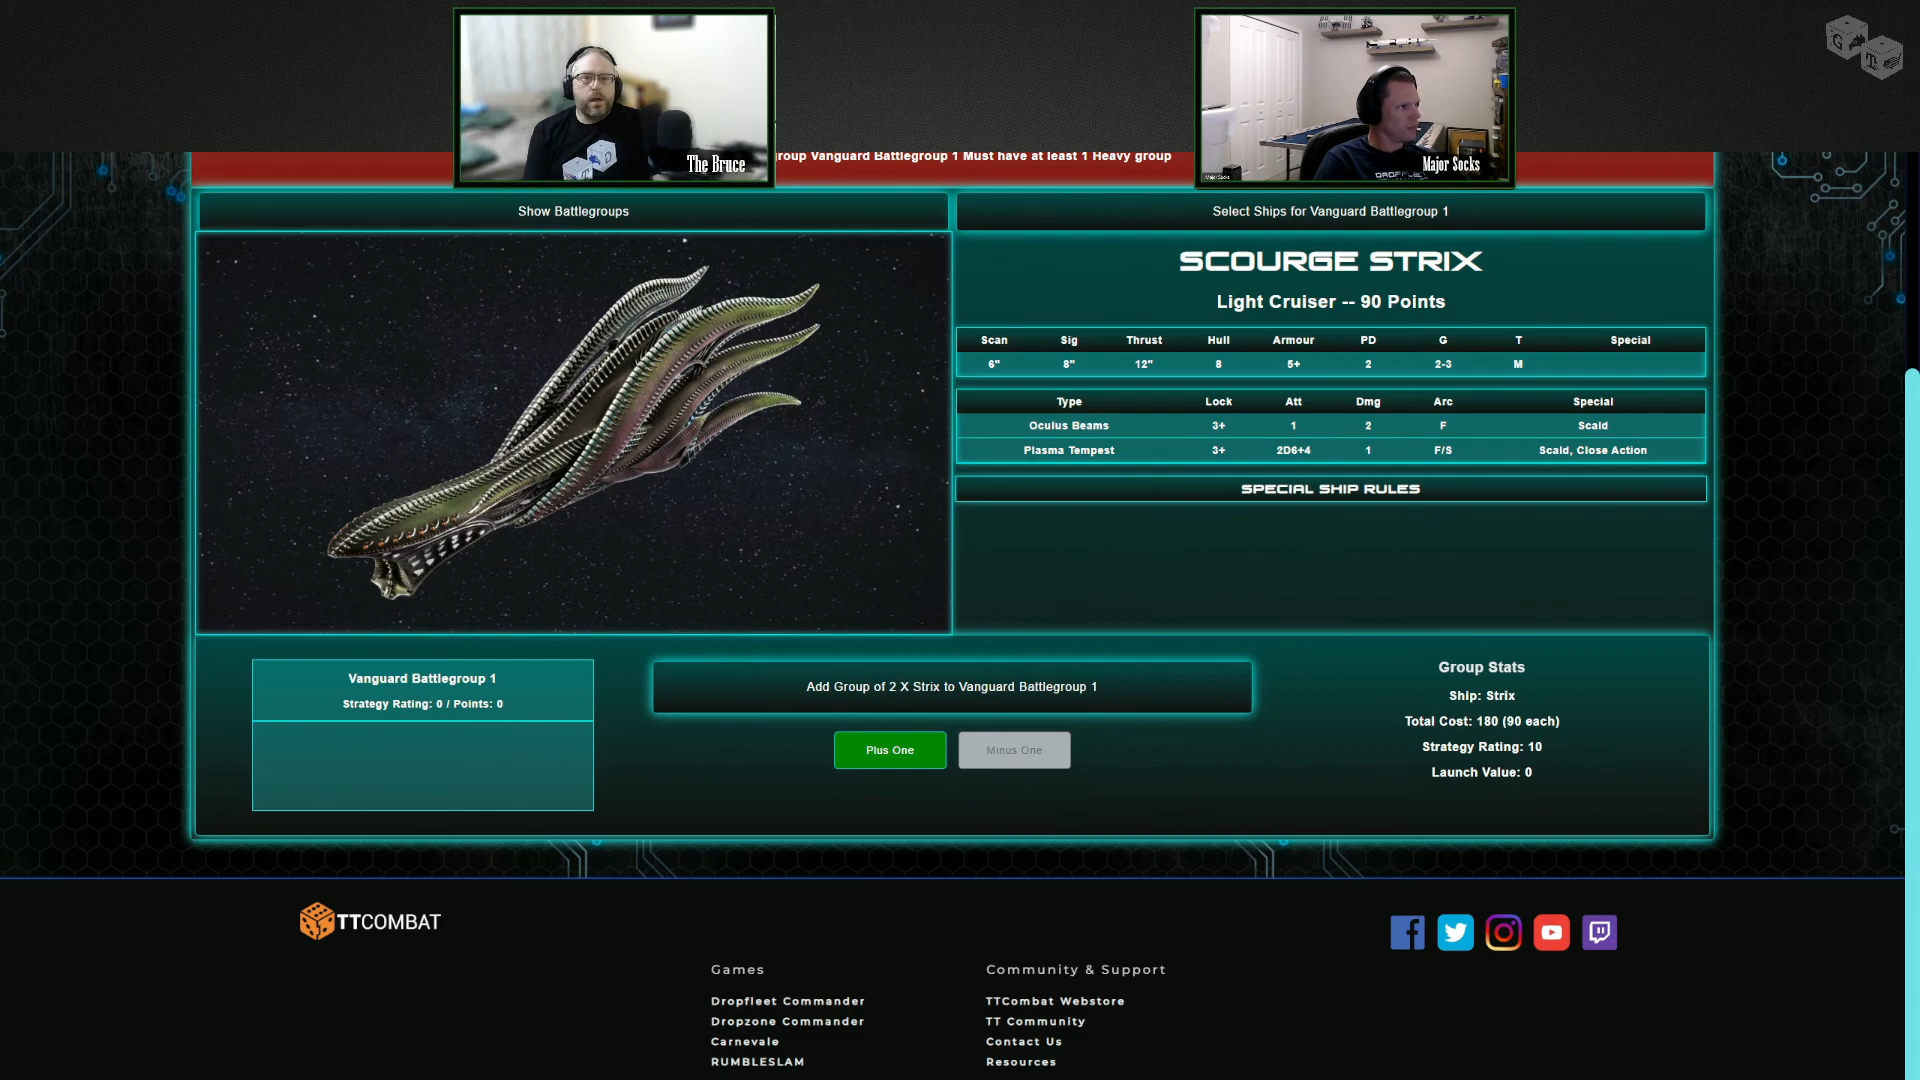 The Bruce
Major Socks
Major Socks
roup Vanguard Battlegroup 1 Must have at least 1 Heavy group
Show Battlegroups
Select Ships for Vanguard Battlegroup 1
SCOURGE STRIX
Light Cruiser -- 90 Points
Scan Sig Thrust Hull Armour PD G T Special
6" 8" 12" 8 5+ 2 2-3 M
Type Lock Att Dmg Arc Special
Oculus Beams 3+ 1 2 F Scald
Plasma Tempest 3+ 2D6+4 1 F/S Scald, Close Action
SPECIAL SHIP RULES
Vanguard Battlegroup 1
Strategy Rating: 0 / Points: 0
Add Group of 2 X Strix to Vanguard Battlegroup 1
Plus One
Minus One
Group Stats
Ship: Strix
Total Cost: 180 (90 each)
Strategy Rating: 10
Launch Value: 0
TTCOMBAT
Games
Dropfleet Commander
Dropzone Commander
Carnevale
RUMBLESLAM
Community & Support
TTCombat Webstore
TT Community
Contact Us
Resources